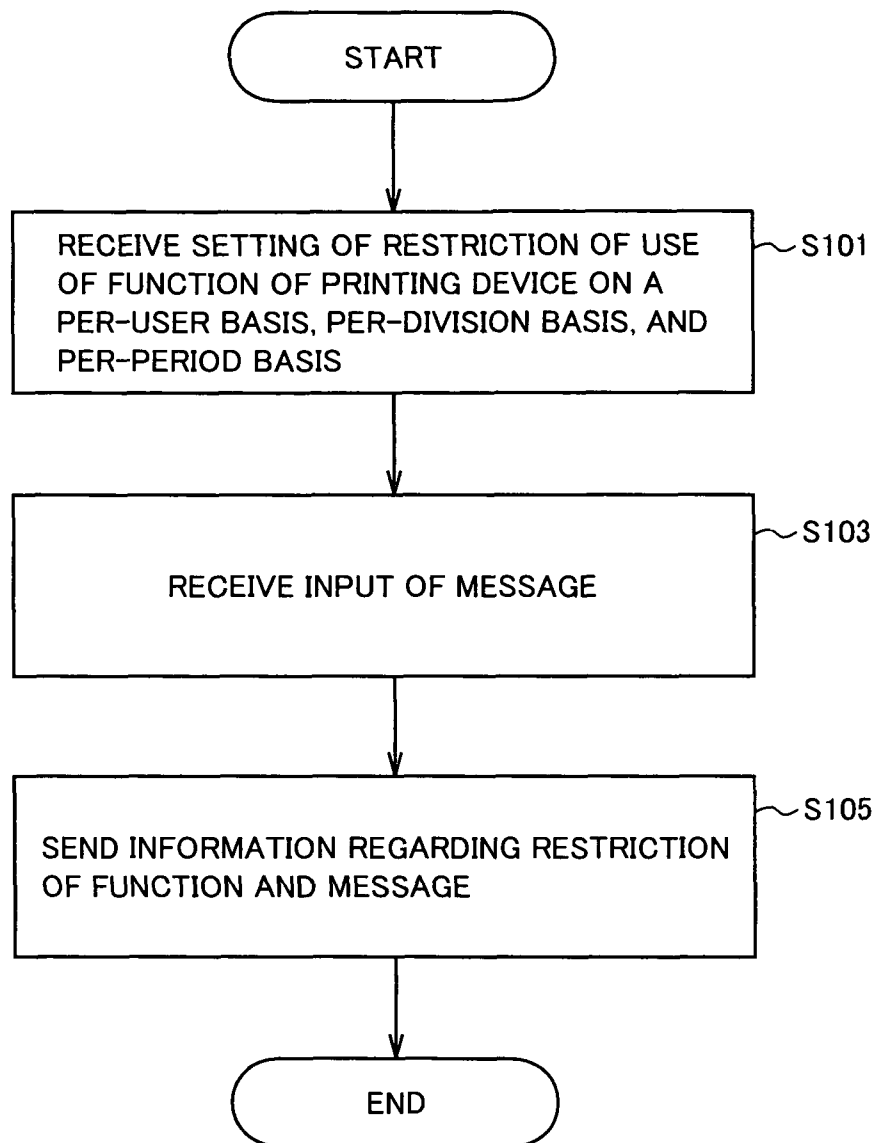 START
RECEIVE SETTING OF RESTRICTION OF USE
OF FUNCTION OF PRINTING DEVICE ON A
PER-USER BASIS, PER-DIVISION BASIS, AND
PER-PERIOD BASIS
S101
RECEIVE INPUT OF MESSAGE
S103
SEND INFORMATION REGARDING RESTRICTION
OF FUNCTION AND MESSAGE
S105
END